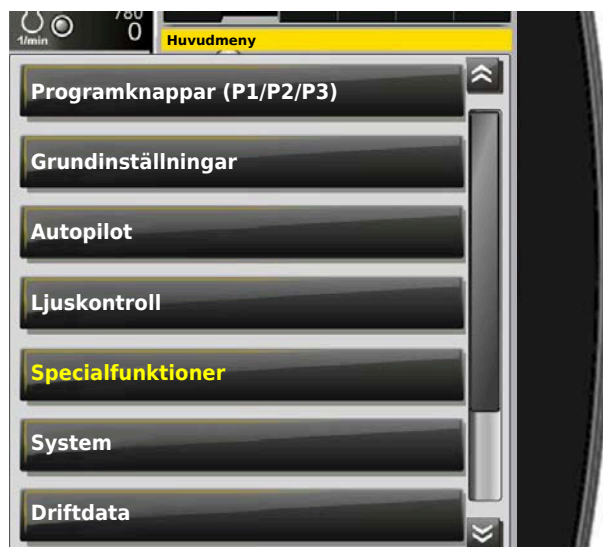 780
1/min 0
Huvudmeny
Programknappar (P1/P2/P3)
Grundinställningar
Autopilot
Ljuskontroll
Specialfunktioner
System
Driftdata